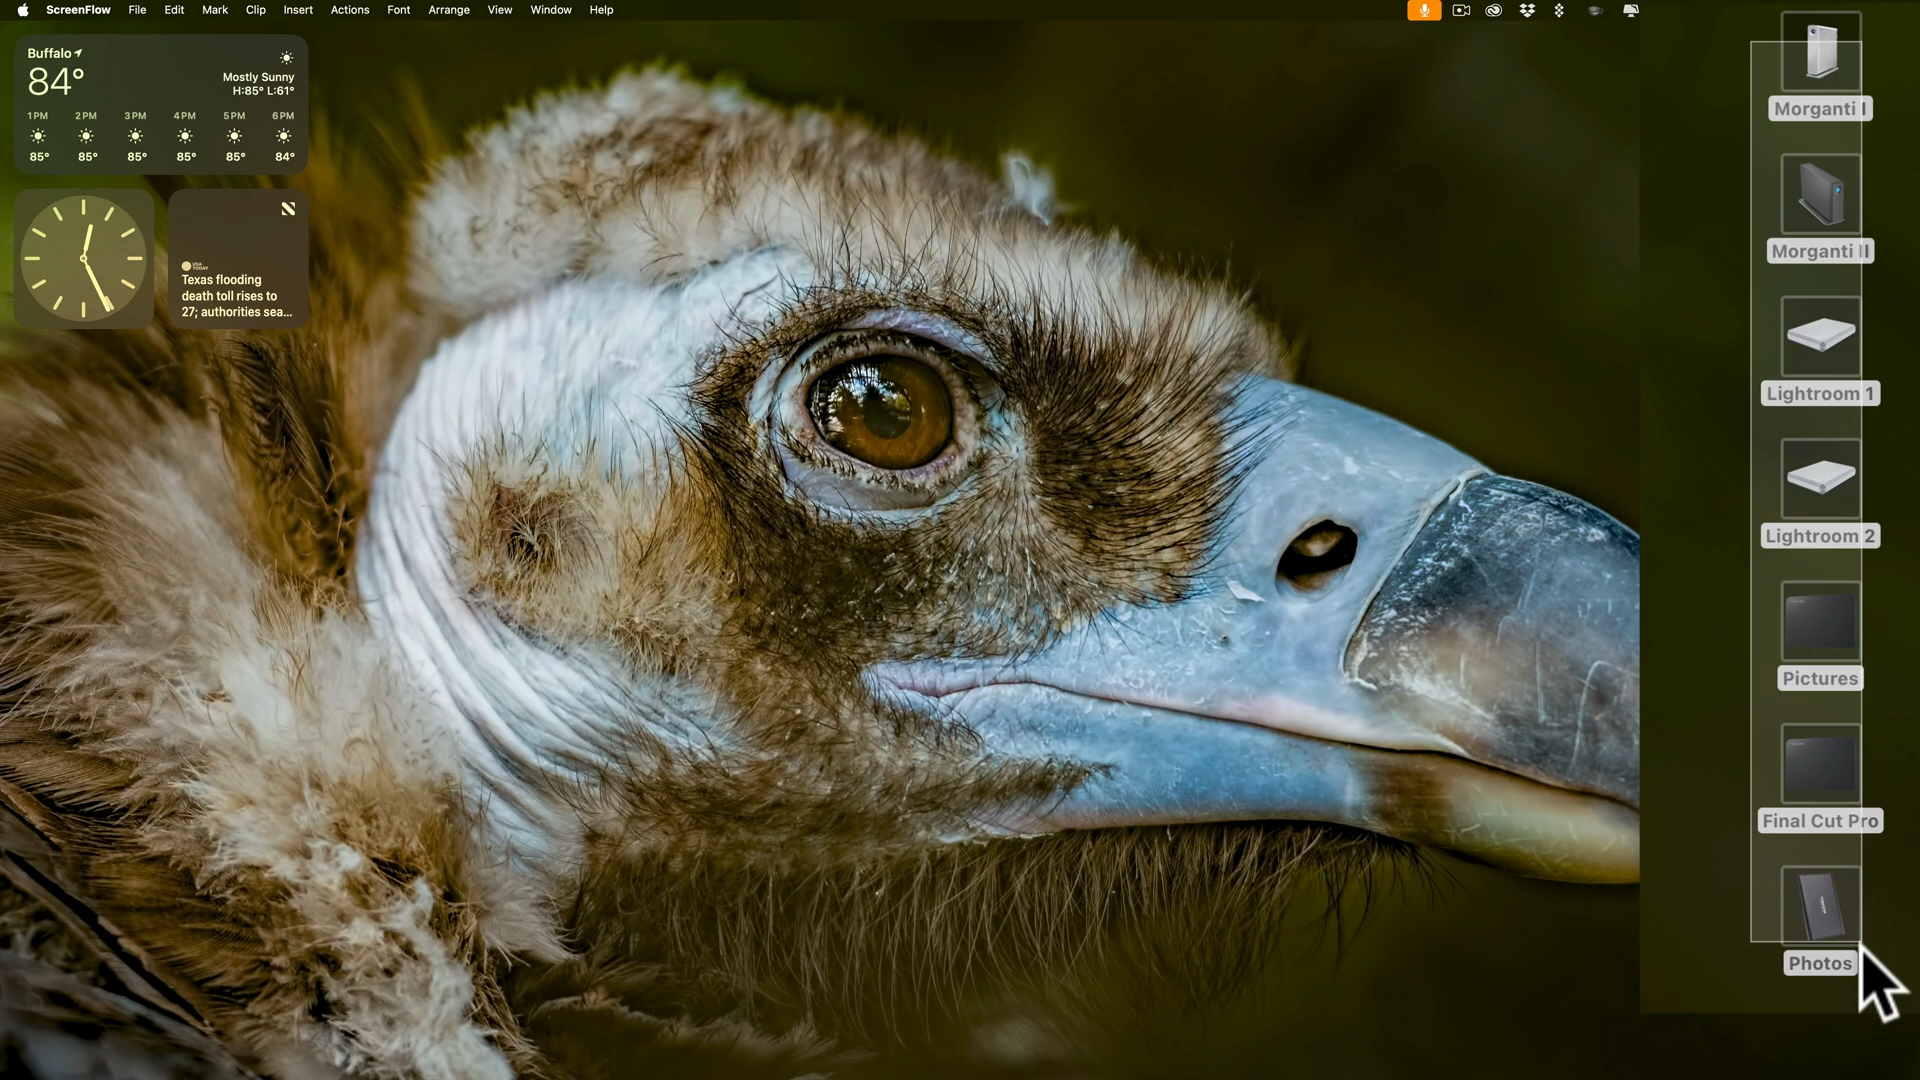 ScreenFlow File Edit Mark Clip Insert Actions Font Arrange View Window Help
Buffalo
84°
Mostly Sunny
H:85° L:61°
1PM 2PM 3PM 4PM 5PM 6PM
85° 85° 85° 85° 85° 84°
USA
TODAY
Texas flooding
death toll rises to
27; authorities sea...
Morganti I
Morganti II
Lightroom 1
Lightroom 2
Pictures
Final Cut Pro
Photos